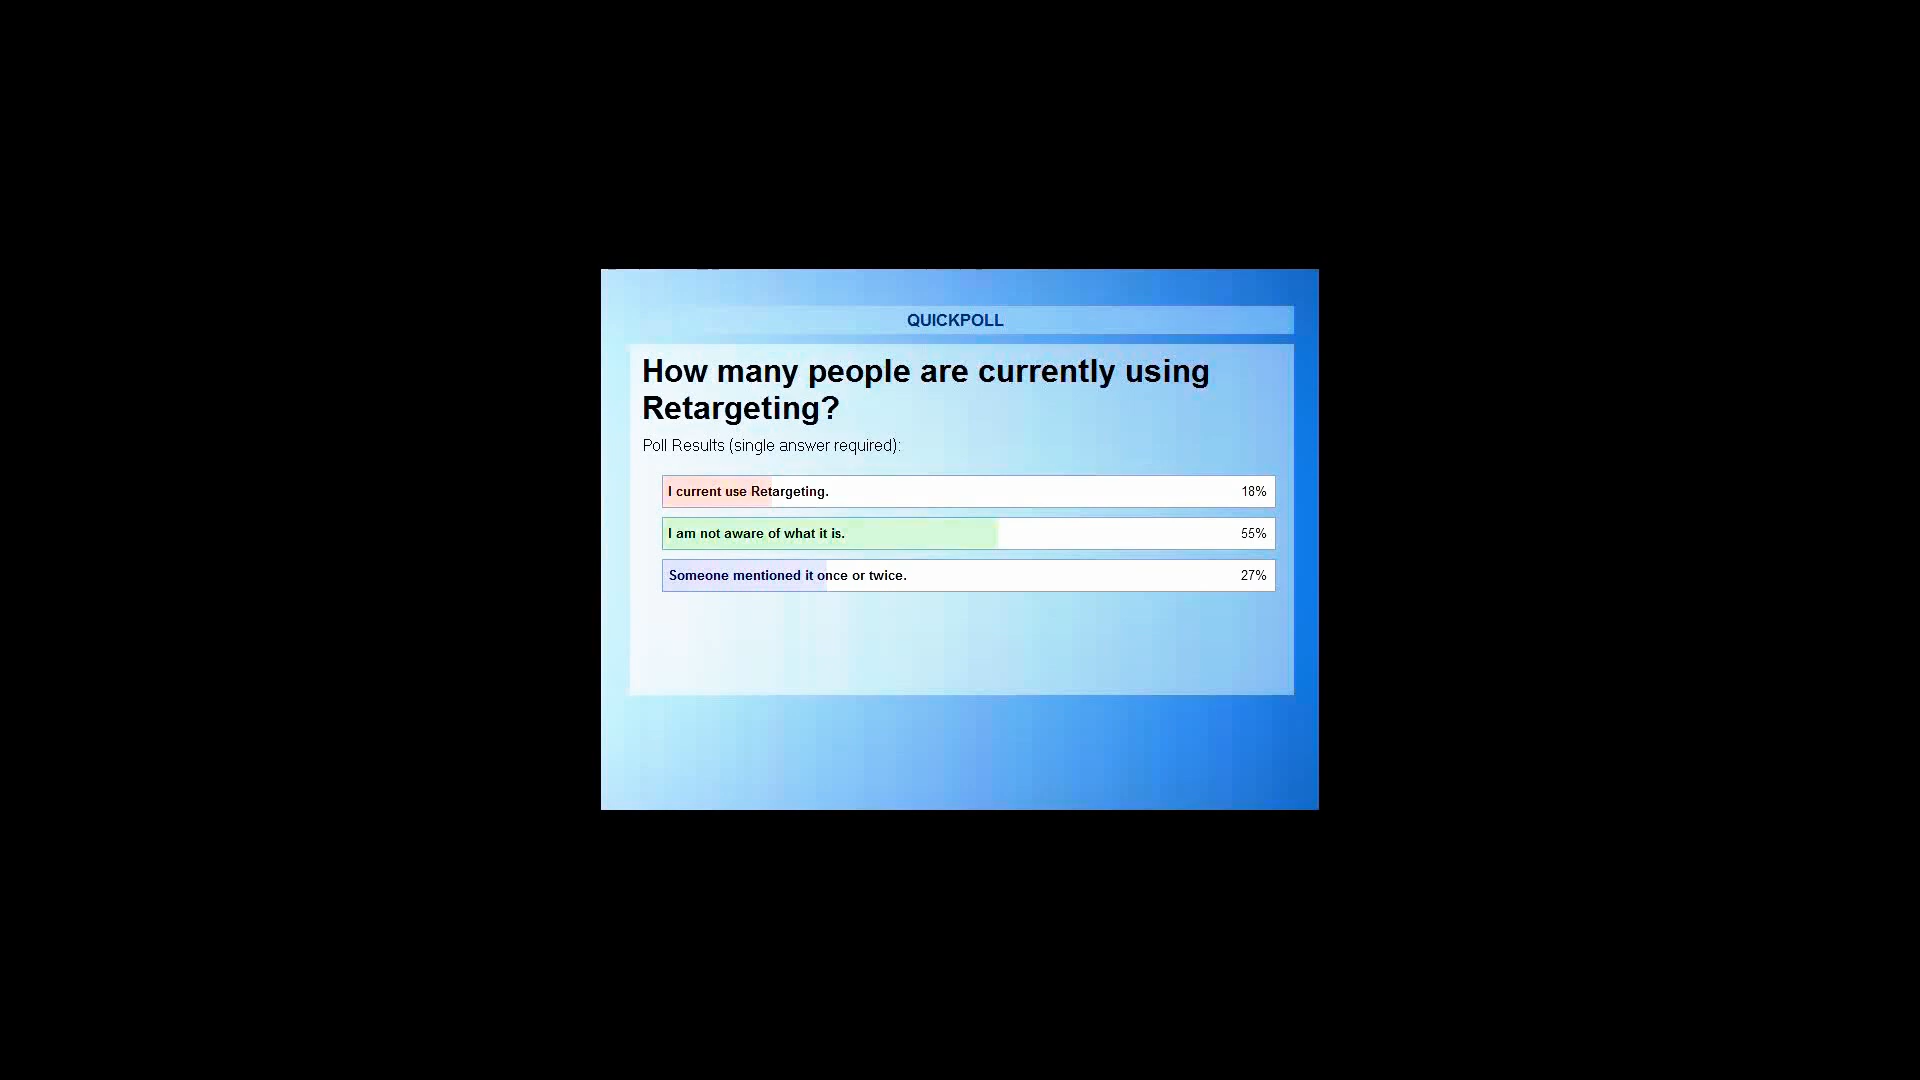 QUICKPOLL
How many people are currently using
Retargeting?
Poll Results (single answer required):
I current use Retargeting. 18%
I am not aware of what it is. 55%
Someone mentioned it once or twice. 27%